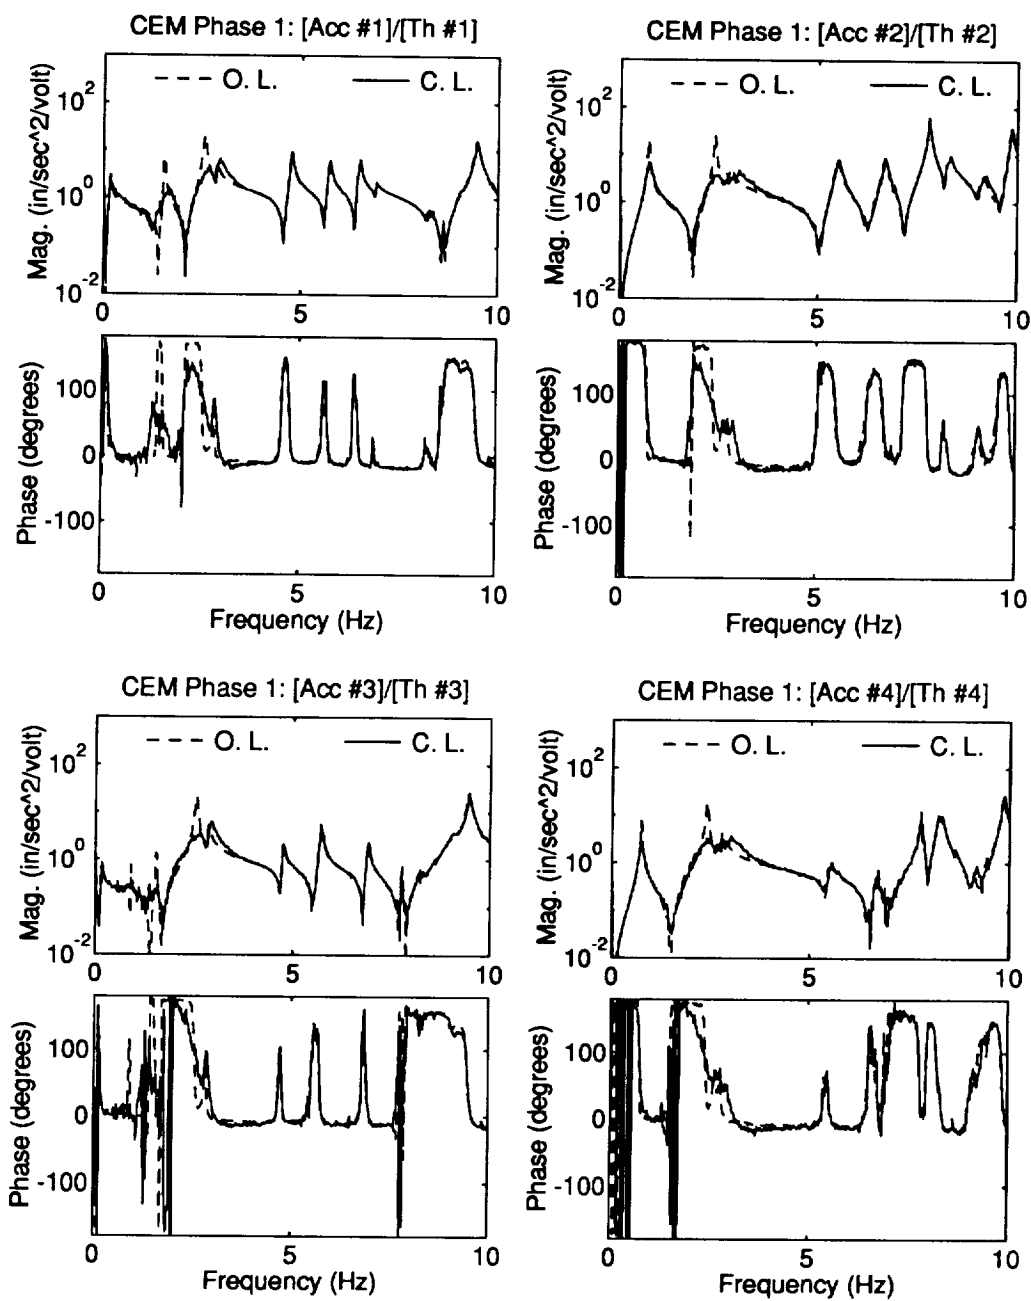 CEM Phase 1: [Acc #1]/[Th #1]
O. L.
C. L.
Mag. (in/sec^2/volt)
10^2
10^0
10^-2
0
5
10
Phase (degrees)
100
0
-100
0
5
10
Frequency (Hz)
CEM Phase 1: [Acc #2]/[Th #2]
O. L.
C. L.
Mag. (in/sec^2/volt)
10^2
10^0
10^-2
0
5
10
Phase (degrees)
100
0
-100
0
5
10
Frequency (Hz)
CEM Phase 1: [Acc #3]/[Th #3]
O. L.
C. L.
Mag. (in/sec^2/volt)
10^2
10^0
10^-2
0
5
10
Phase (degrees)
100
0
-100
0
5
10
Frequency (Hz)
CEM Phase 1: [Acc #4]/[Th #4]
O. L.
C. L.
Mag. (in/sec^2/volt)
10^2
10^0
10^-2
0
5
10
Phase (degrees)
100
0
-100
0
5
10
Frequency (Hz)